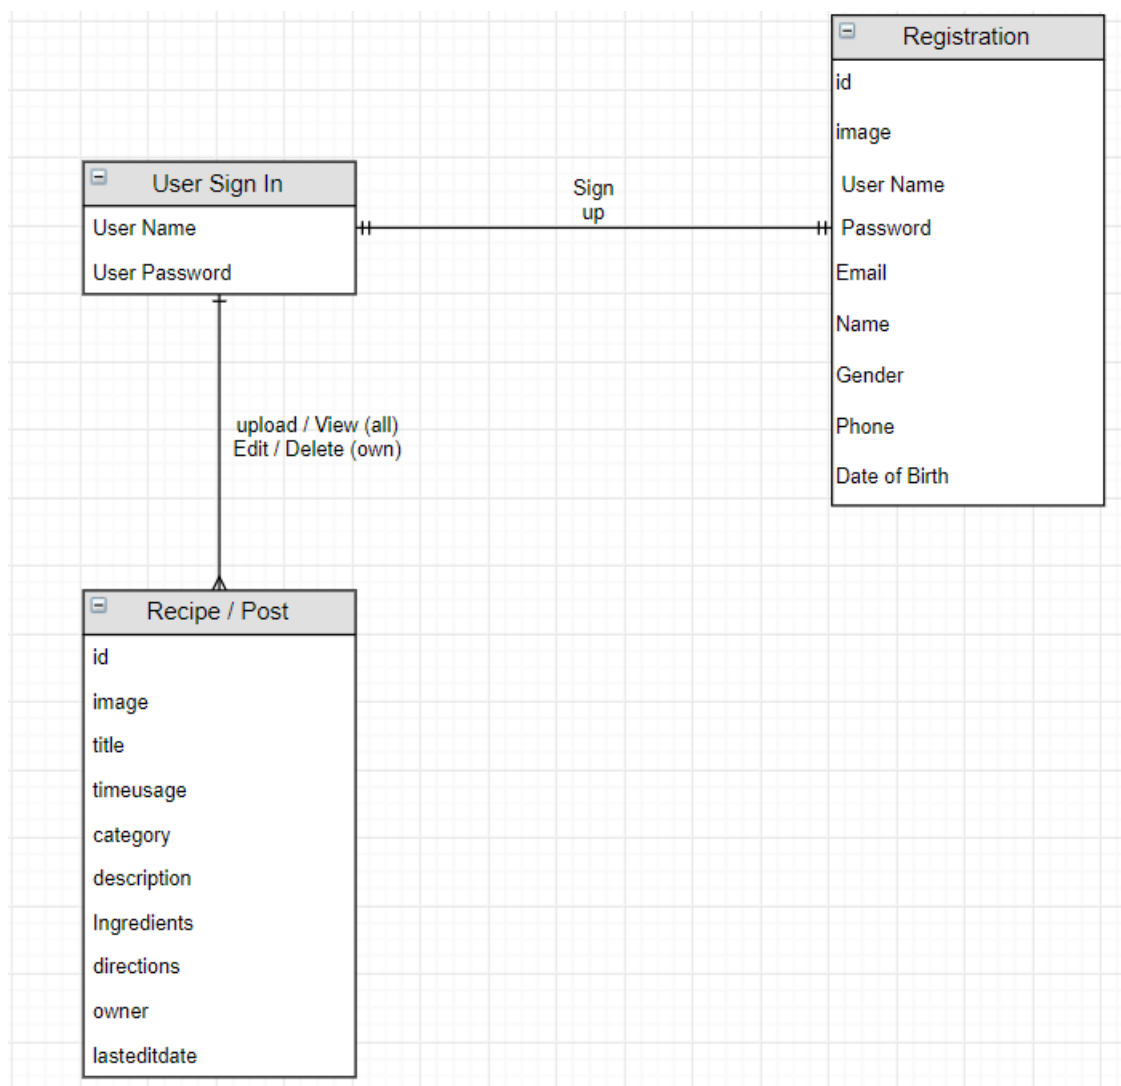 Registration
id
image
User Name
Password
Email
Name
Gender
Phone
Date of Birth
User Sign In
User Name
User Password
Sign
up
upload / View (all)
Edit / Delete (own)
Recipe / Post
id
image
title
timeusage
category
description
Ingredients
directions
owner
lasteditdate